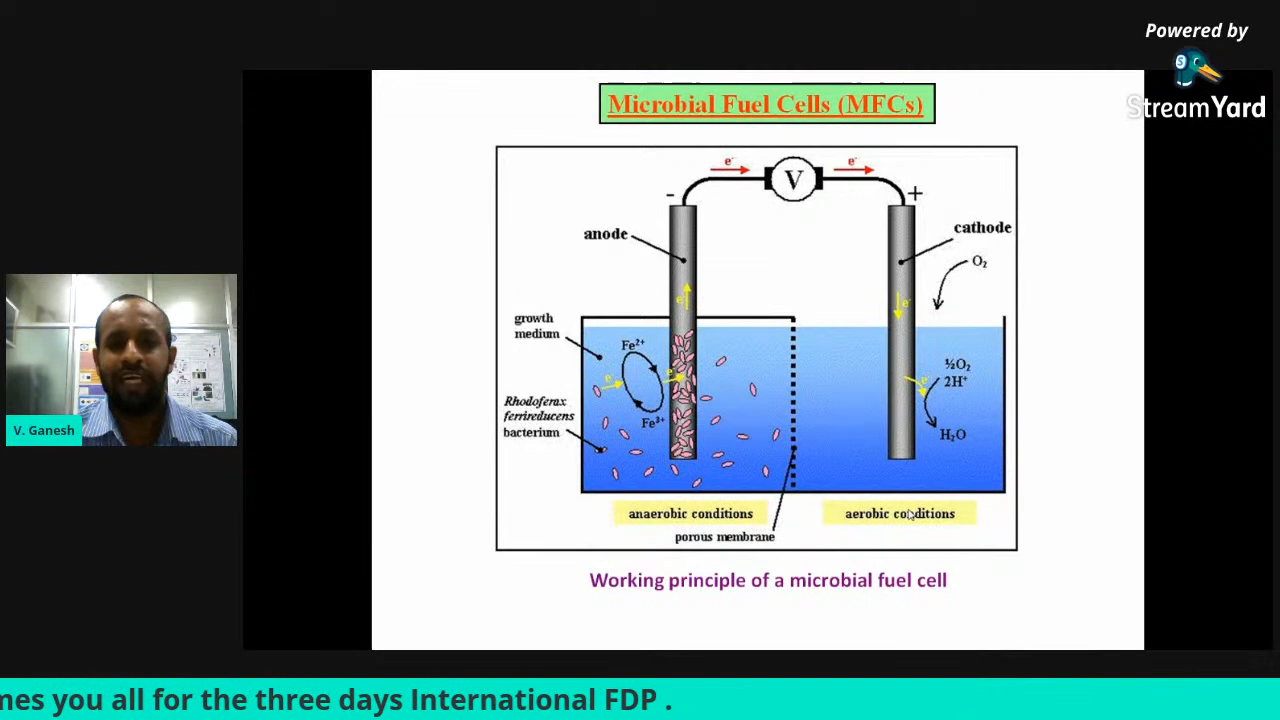 Powered by
StreamYard
Microbial Fuel Cells (MFCs)
e-
e-
V
-
+
anode
cathode
O₂
e-
e-
growth
medium
Fe²⁺
e-
e-
½O₂
2H⁺
e-
Rhodoferax
ferrireducens
bacterium
Fe³⁺
H₂O
V. Ganesh
anaerobic conditions
aerobic conditions
porous membrane
Working principle of a microbial fuel cell
mes you all for the three days International FDP .